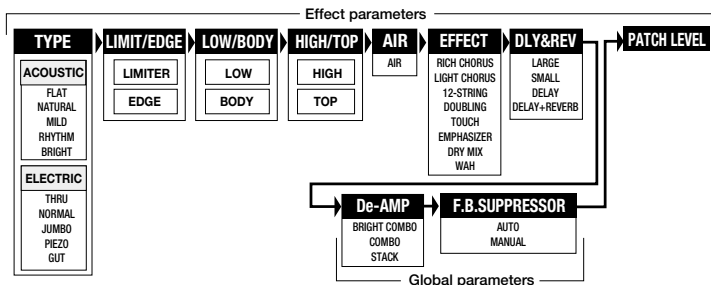 Effect parameters
TYPE
LIMIT/EDGE
LOW/BODY
HIGH/TOP
AIR
EFFECT
DLY&REV
PATCH LEVEL
ACOUSTIC
FLAT
NATURAL
MILD
RHYTHM
BRIGHT
ELECTRIC
THRU
NORMAL
JUMBO
PIEZO
GUT
LIMITER
EDGE
LOW
BODY
HIGH
TOP
AIR
RICH CHORUS
LIGHT CHORUS
12-STRING
DOUBLING
TOUCH
EMPHASIZER
DRY MIX
WAH
LARGE
SMALL
DELAY
DELAY+REVERB
De-AMP
BRIGHT COMBO
COMBO
STACK
F.B.SUPPRESSOR
AUTO
MANUAL
Global parameters